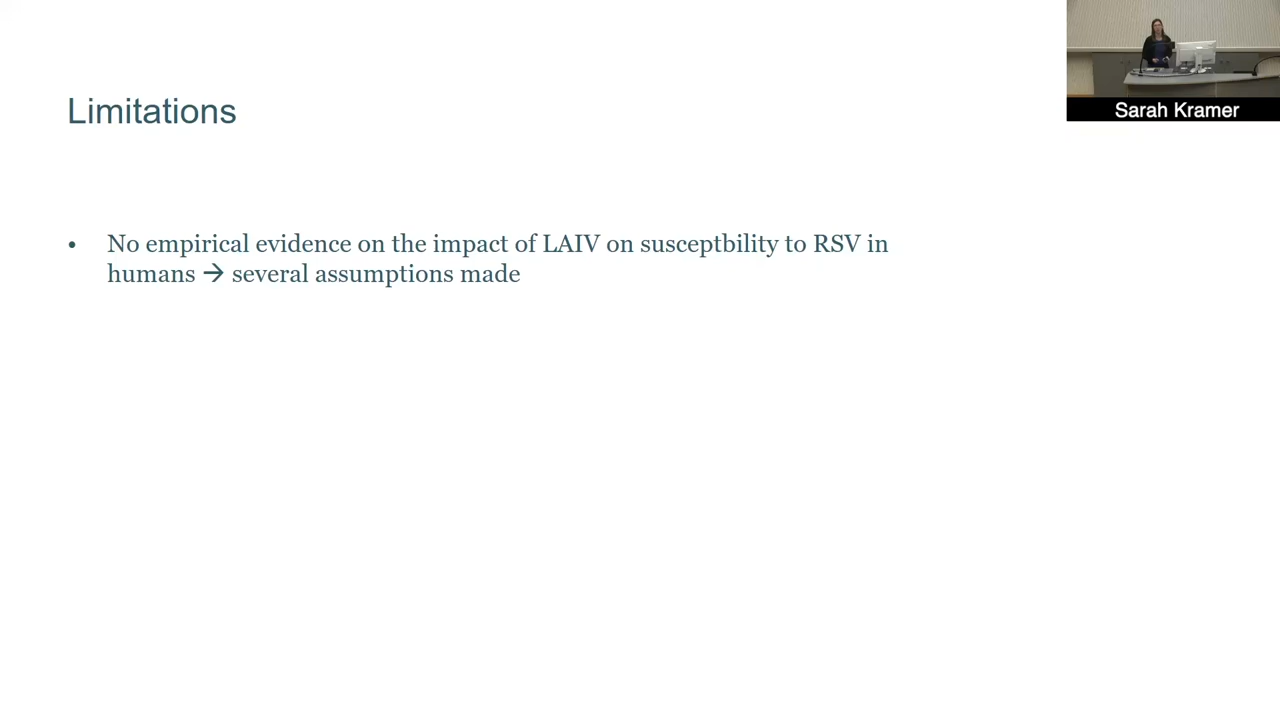 Limitations
Sarah Kramer
• No empirical evidence on the impact of LAIV on susceptbility to RSV in
humans → several assumptions made